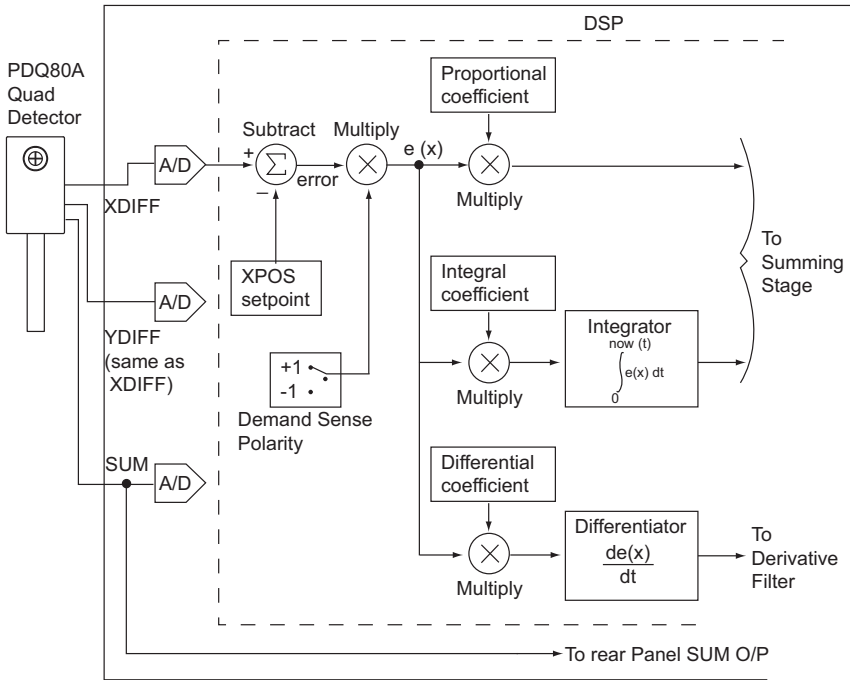 DSP
PDQ80A
Quad
Detector
Proportional
coefficient
Subtract
Multiply
e (x)
+
A/D
Σ
×
×
–
error
XDIFF
Multiply
To
Summing
Stage
XPOS
setpoint
Integral
coefficient
A/D
Integrator
now (t)
∫ e(x) dt
0
YDIFF
(same as
XDIFF)
×
+1
-1
Multiply
Demand Sense
Polarity
SUM
A/D
Differential
coefficient
Differentiator
de(x)
dt
×
To
Derivative
Filter
Multiply
To rear Panel SUM O/P